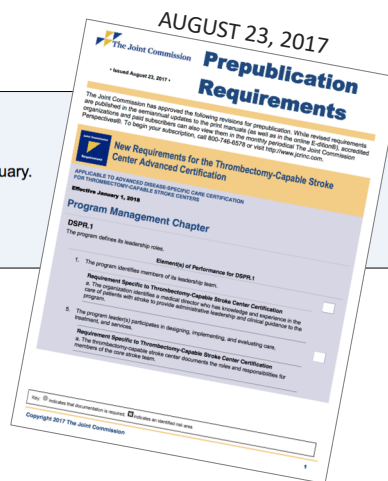 AUGUST 23, 2017
uary.
The Joint Commission
Prepublication
• Issued August 23, 2017 •
Requirements
The Joint Commission has approved the following revisions for prepublication. While revised requirements
are published in the semiannual updates to the print manuals (as well as in the online E-dition®), accredited
organizations and paid subscribers can also view them in the monthly periodical The Joint Commission
Perspectives®. To begin your subscription, call 800-746-6578 or visit http://www.jcrinc.com.
New Requirements for the Thrombectomy-Capable Stroke
Center Advanced Certification
APPLICABLE TO ADVANCED DISEASE-SPECIFIC CARE CERTIFICATION
FOR THROMBECTOMY-CAPABLE STROKE CENTERS
Effective January 1, 2018
Program Management Chapter
DSPR.1
The program defines its leadership roles.
Element(s) of Performance for DSPR.1
1. The program identifies members of its leadership team.
Requirement Specific to Thrombectomy-Capable Stroke Center Certification
a. The organization identifies a medical director who has knowledge and experience in the
care of patients with stroke to provide administrative leadership and clinical guidance to the
program.
5. The program leader(s) participates in designing, implementing, and evaluating care,
treatment, and services.
Requirement Specific to Thrombectomy-Capable Stroke Center Certification
a. The thrombectomy-capable stroke center documents the roles and responsibilities for
members of the core stroke team.
Key: indicates that documentation is required; indicates an identified risk area
1
Copyright 2017 The Joint Commission